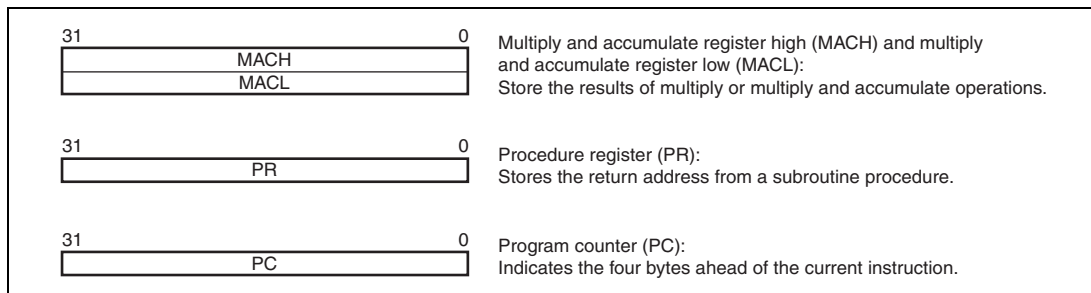 31 0
MACH
MACL
Multiply and accumulate register high (MACH) and multiply
and accumulate register low (MACL):
Store the results of multiply or multiply and accumulate operations.
31 0
PR
Procedure register (PR):
Stores the return address from a subroutine procedure.
31 0
PC
Program counter (PC):
Indicates the four bytes ahead of the current instruction.